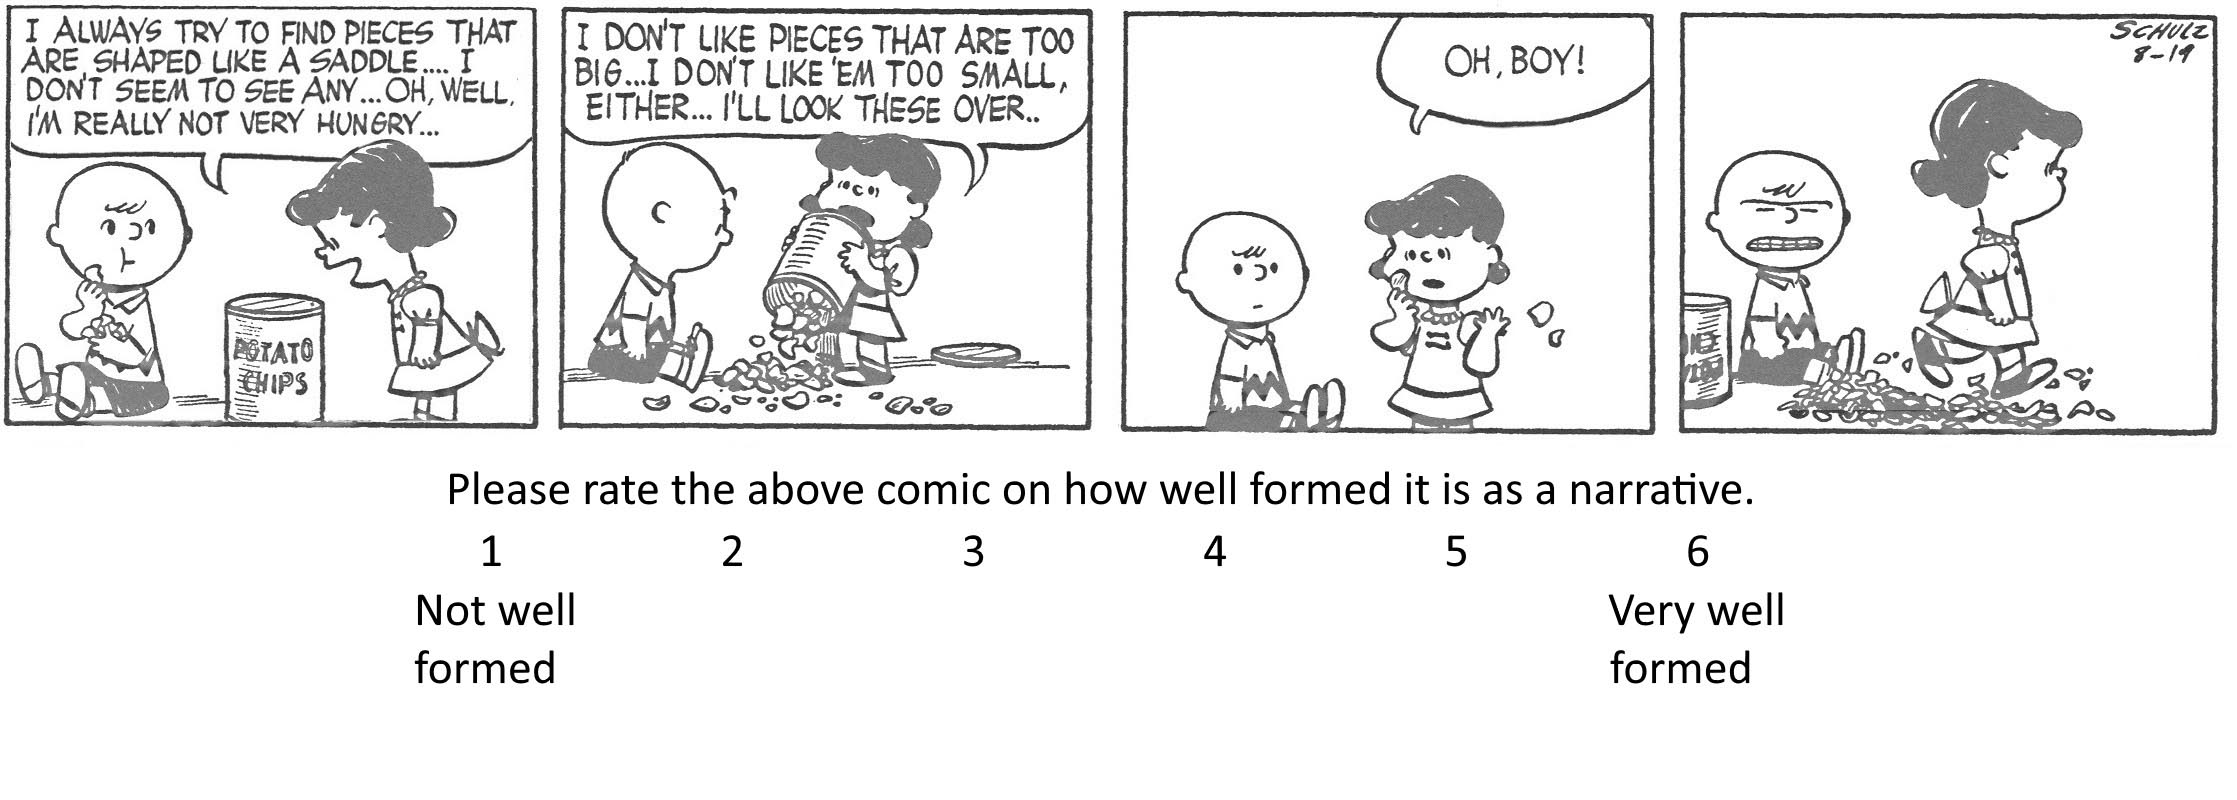 I ALWAYS TRY TO FIND PIECES THAT
ARE SHAPED LIKE A SADDLE.... I
DON'T SEEM TO SEE ANY...OH, WELL,
I'M REALLY NOT VERY HUNGRY...
POTATO
CHIPS
I DON'T LIKE PIECES THAT ARE TOO
BIG...I DON'T LIKE 'EM TOO SMALL,
EITHER... I'LL LOOK THESE OVER..
OH, BOY!
SCHULZ
8-19
Please rate the above comic on how well formed it is as a narrative.
1 2 3 4 5 6
Not well
formed
Very well
formed